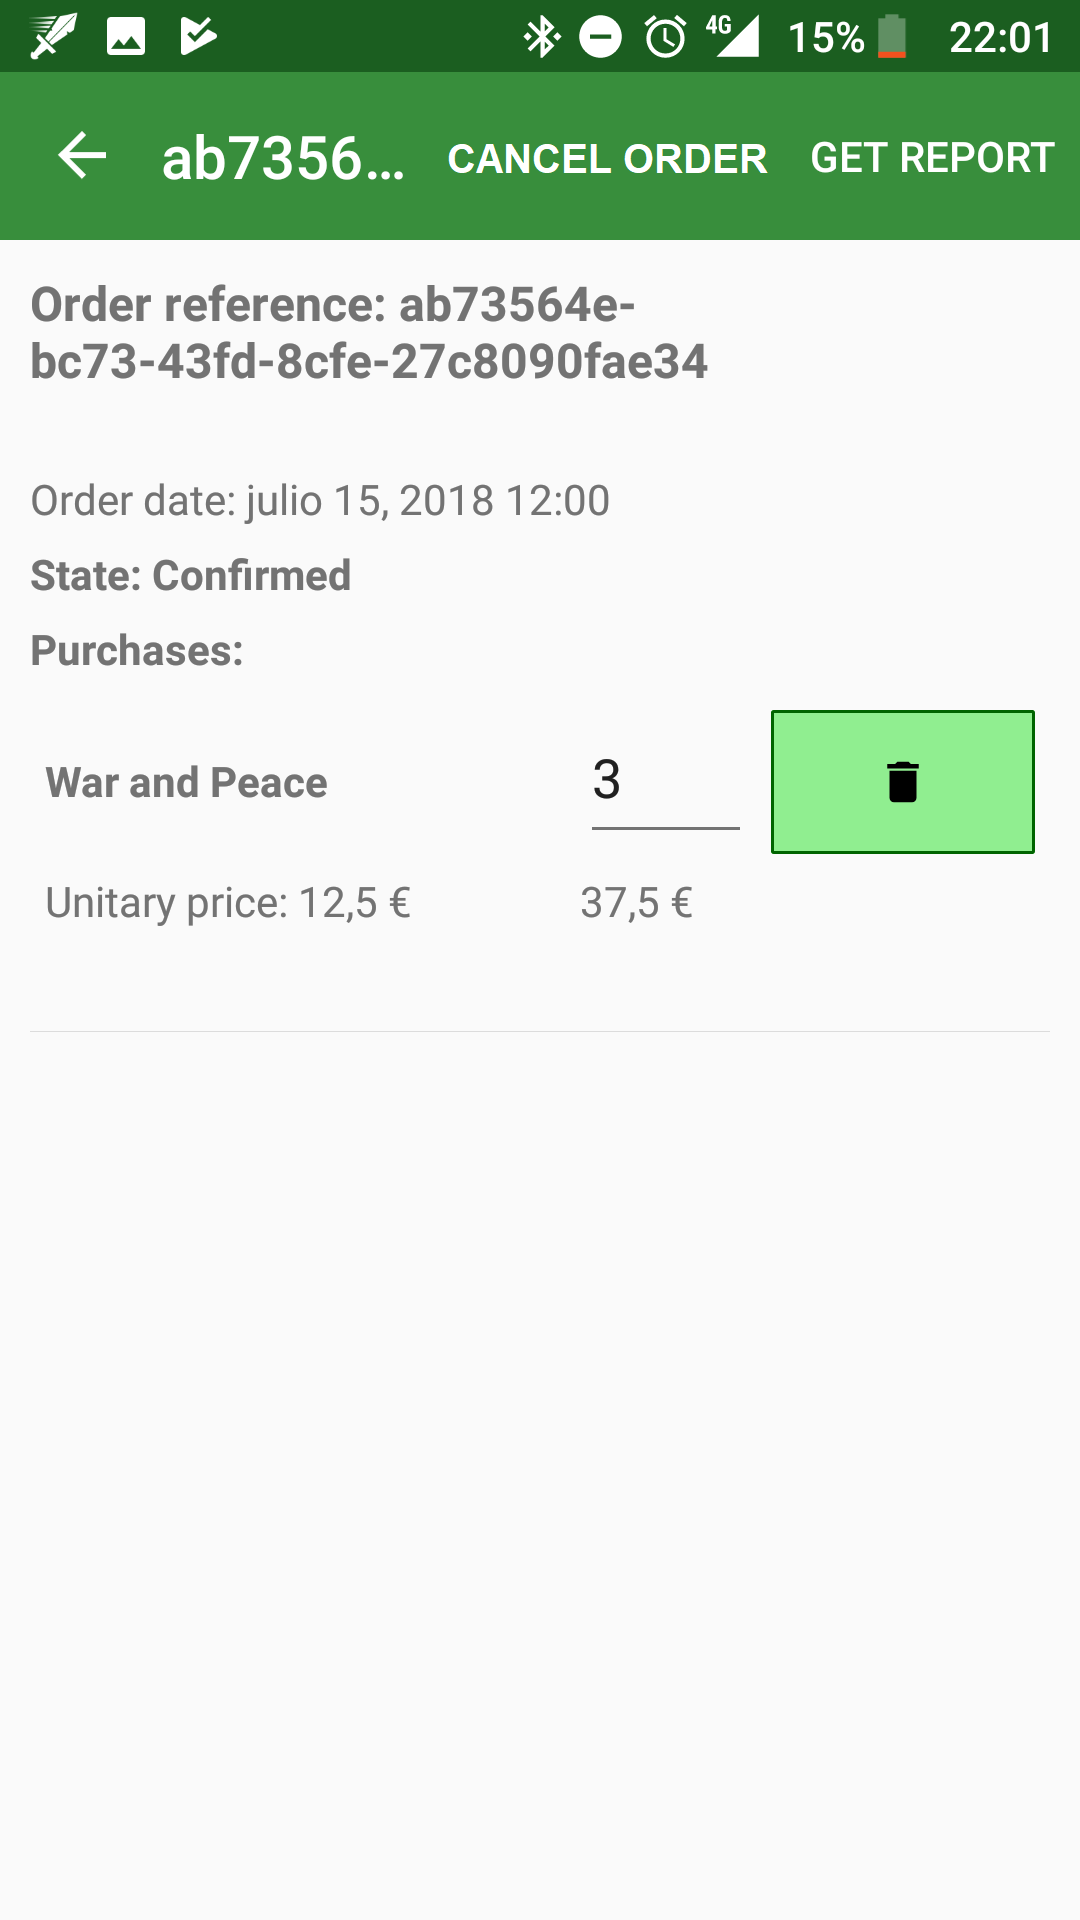 4G 15% 22:01
ab7356... CANCEL ORDER GET REPORT
Order reference: ab73564e-
bc73-43fd-8cfe-27c8090fae34
Order date: julio 15, 2018 12:00
State: Confirmed
Purchases:
War and Peace 3
Unitary price: 12,5 € 37,5 €